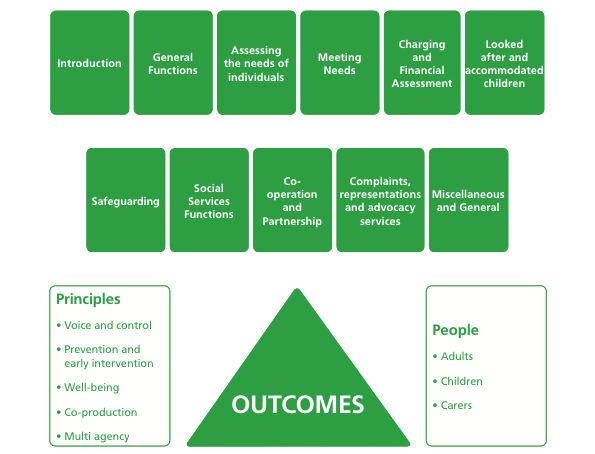 Introduction
General
Functions
Assessing
the needs of
individuals
Meeting
Needs
Charging
and
Financial
Assessment
Looked
after and
accommodated
children
Safeguarding
Social
Services
Functions
Co-
operation
and
Partnership
Complaints,
representations
and advocacy
services
Miscellaneous
and General
Principles
• Voice and control
• Prevention and
early intervention
• Well-being
• Co-production
• Multi agency
OUTCOMES
People
• Adults
• Children
• Carers